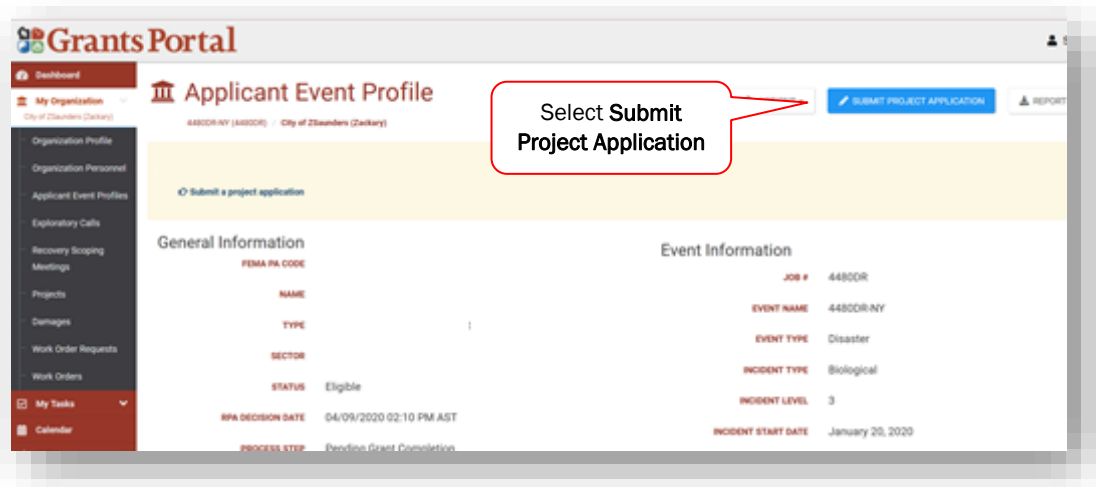 Grants Portal
Dashboard
My Organization
City of ZSaunders (Zackary)
Organization Profile
Organization Personnel
Applicant Event Profiles
Exploratory Calls
Recovery Scoping
Meetings
Projects
Damages
Work Order Requests
Work Orders
My Tasks
Calendar
Applicant Event Profile
4480DR-NY (4480DR) / City of ZSaunders (Zackary)
Select Submit
Project Application
SUBMIT PROJECT APPLICATION
REPORT
Submit a project application
General Information
FEMA PA CODE
NAME
TYPE
SECTOR
STATUS Eligible
RPA DECISION DATE 04/09/2020 02:10 PM AST
PROCESS STEP Pending Grant Completion
Event Information
JOB # 4480DR
EVENT NAME 4480DR-NY
EVENT TYPE Disaster
INCIDENT TYPE Biological
INCIDENT LEVEL 3
INCIDENT START DATE January 20, 2020